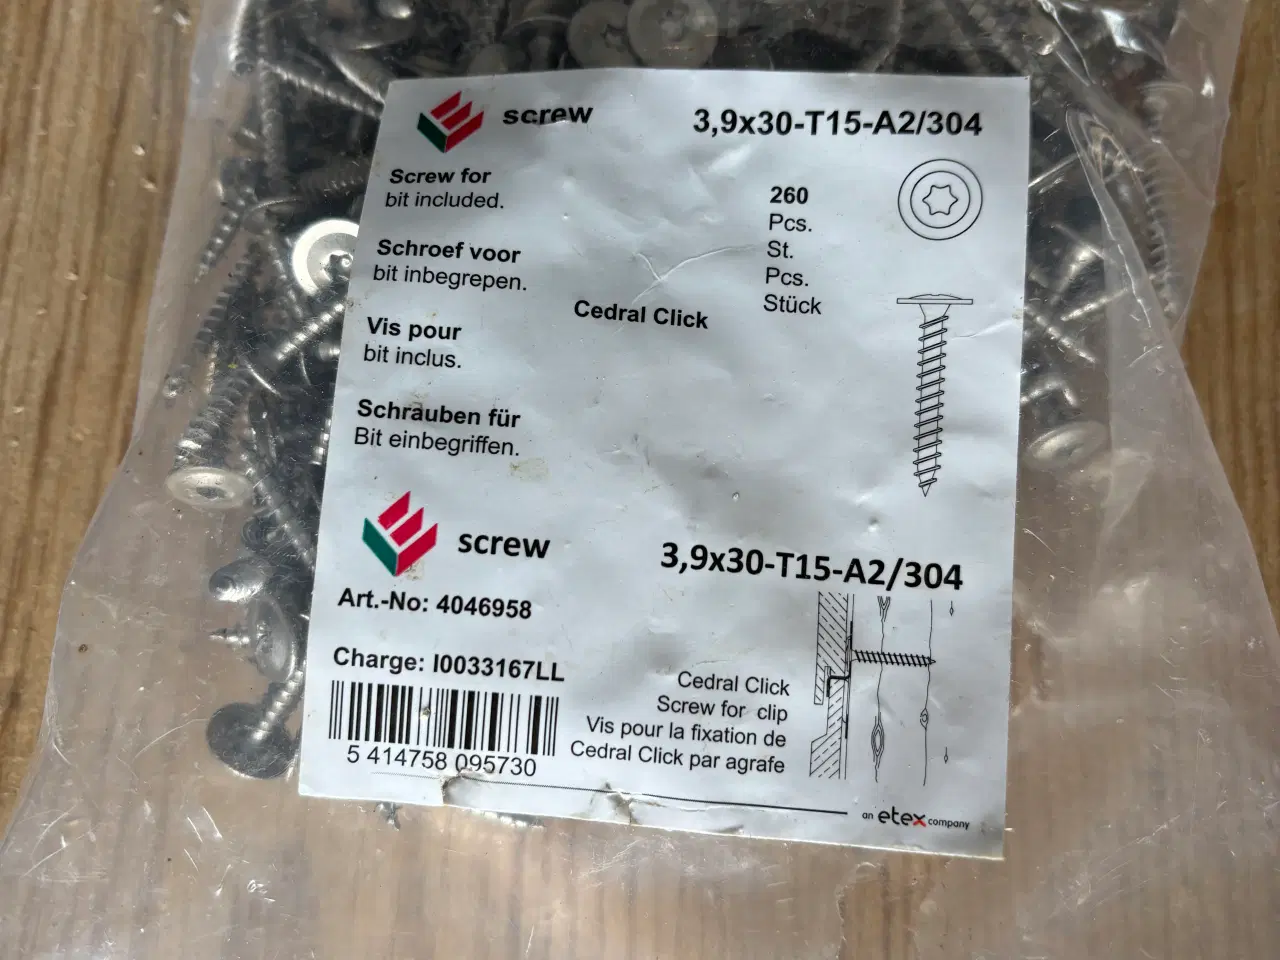 screw
3,9x30-T15-A2/304
Screw for
bit included.
Schroef voor
bit inbegrepen.
Vis pour
bit inclus.
Schrauben für
Bit einbegriffen.
Cedral Click
260
Pcs.
St.
Pcs.
Stück
screw
3,9x30-T15-A2/304
Art.-No: 4046958
Charge: I0033167LL
5 414758 095730
Cedral Click
Screw for clip
Vis pour la fixation de
Cedral Click par agrafe
an etex company